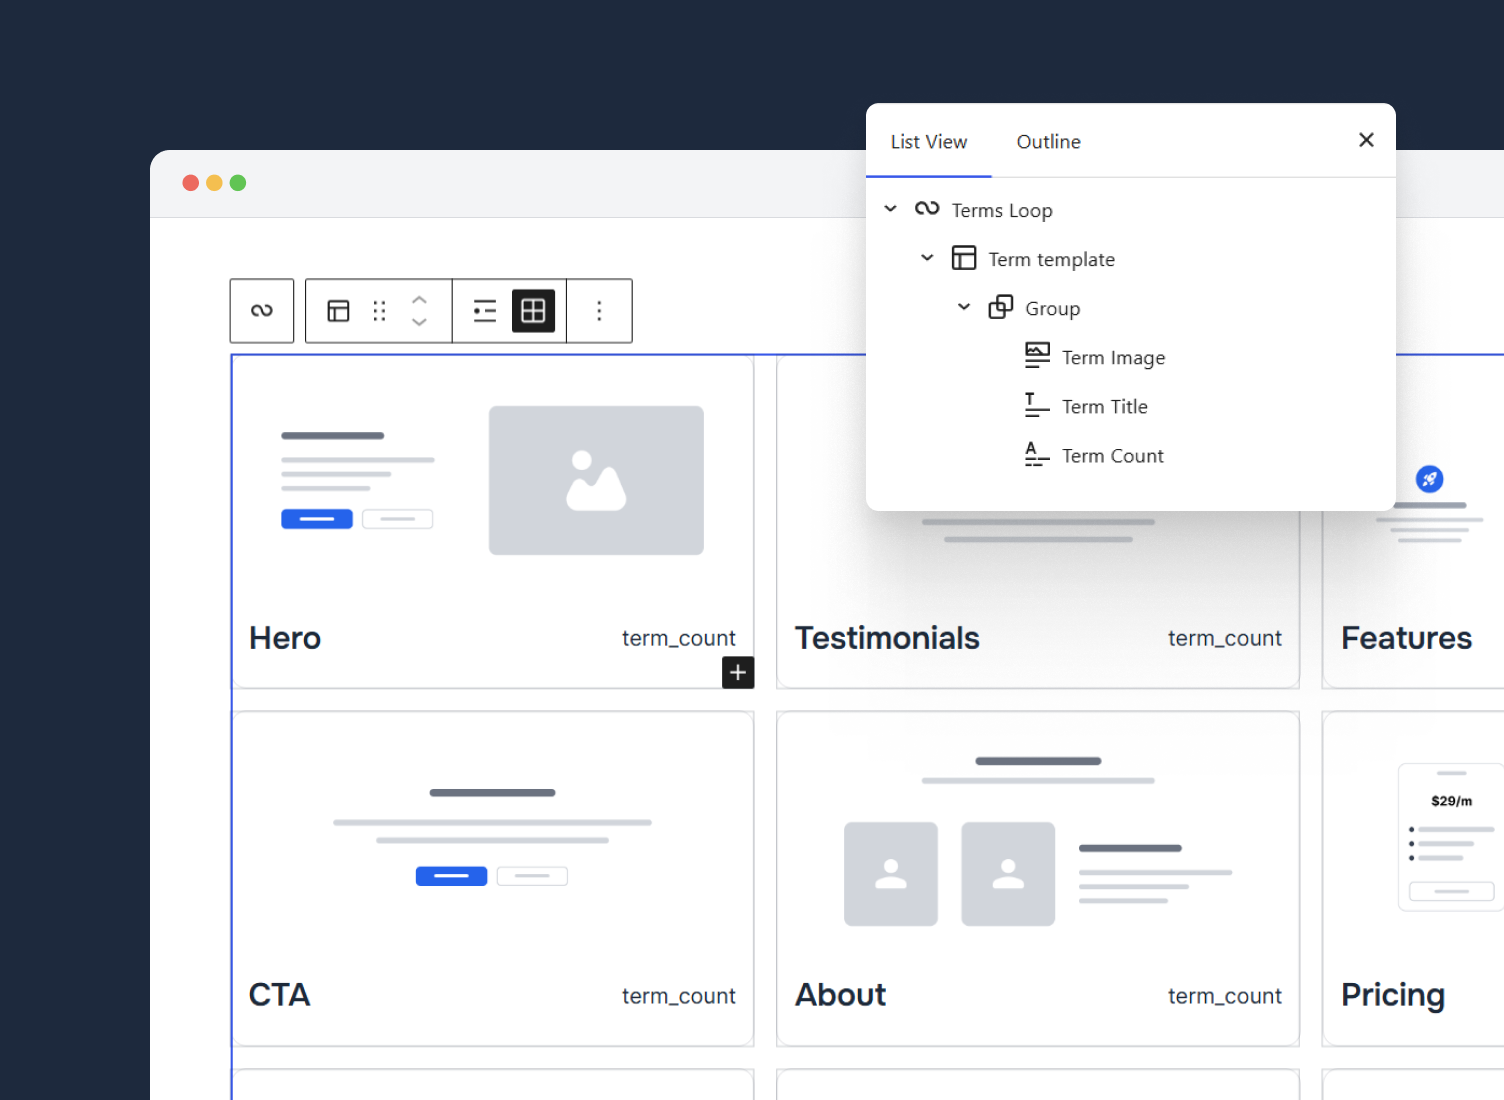 List View
Outline
Terms Loop
Term template
Group
Term Image
Term Title
Term Count
Hero
term_count
Testimonials
term_count
Features
$29/m
CTA
term_count
About
term_count
Pricing